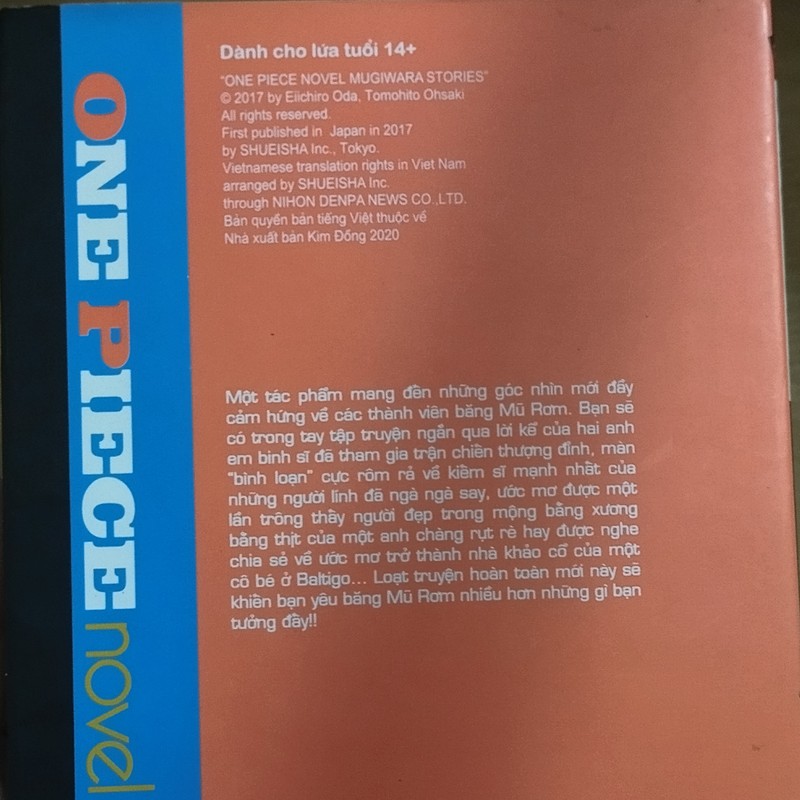 ONE PIECE novel
Dành cho lứa tuổi 14+
"ONE PIECE NOVEL MUGIWARA STORIES"
© 2017 by Eiichiro Oda, Tomohito Ohsaki
All rights reserved.
First published in Japan in 2017
by SHUEISHA Inc., Tokyo.
Vietnamese translation rights in Viet Nam
arranged by SHUEISHA Inc.
through NIHON DENPA NEWS CO.,LTD.
Bản quyền bản tiếng Việt thuộc về
Nhà xuất bản Kim Đồng 2020
Một tác phẩm mang đến những góc nhìn mới đầy
cảm hứng về các thành viên băng Mũ Rơm. Bạn sẽ
có trong tay tập truyện ngắn qua lời kể của hai anh
em binh sĩ đã tham gia trận chiến thượng đỉnh, màn
"bình loạn" cực rôm rả về kiếm sĩ mạnh nhất của
những người lính đã ngà ngà say, ước mơ được một
lần trông thấy người đẹp trong mộng bằng xương
bằng thịt của một anh chàng rụt rè hay được nghe
chia sẻ về ước mơ trở thành nhà khảo cổ của một
cô bé ở Baltigo... Loạt truyện hoàn toàn mới này sẽ
khiến bạn yêu băng Mũ Rơm nhiều hơn những gì bạn
tưởng đấy!!